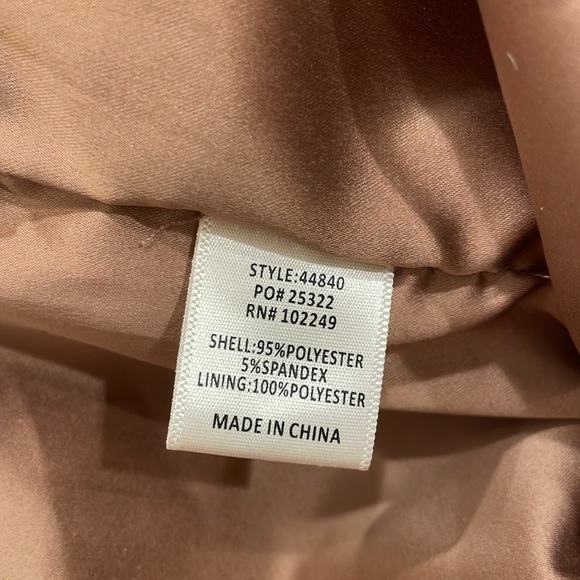 STYLE:44840
PO# 25322
RN# 102249
SHELL:95%POLYESTER
5%SPANDEX
LINING:100%POLYESTER
MADE IN CHINA